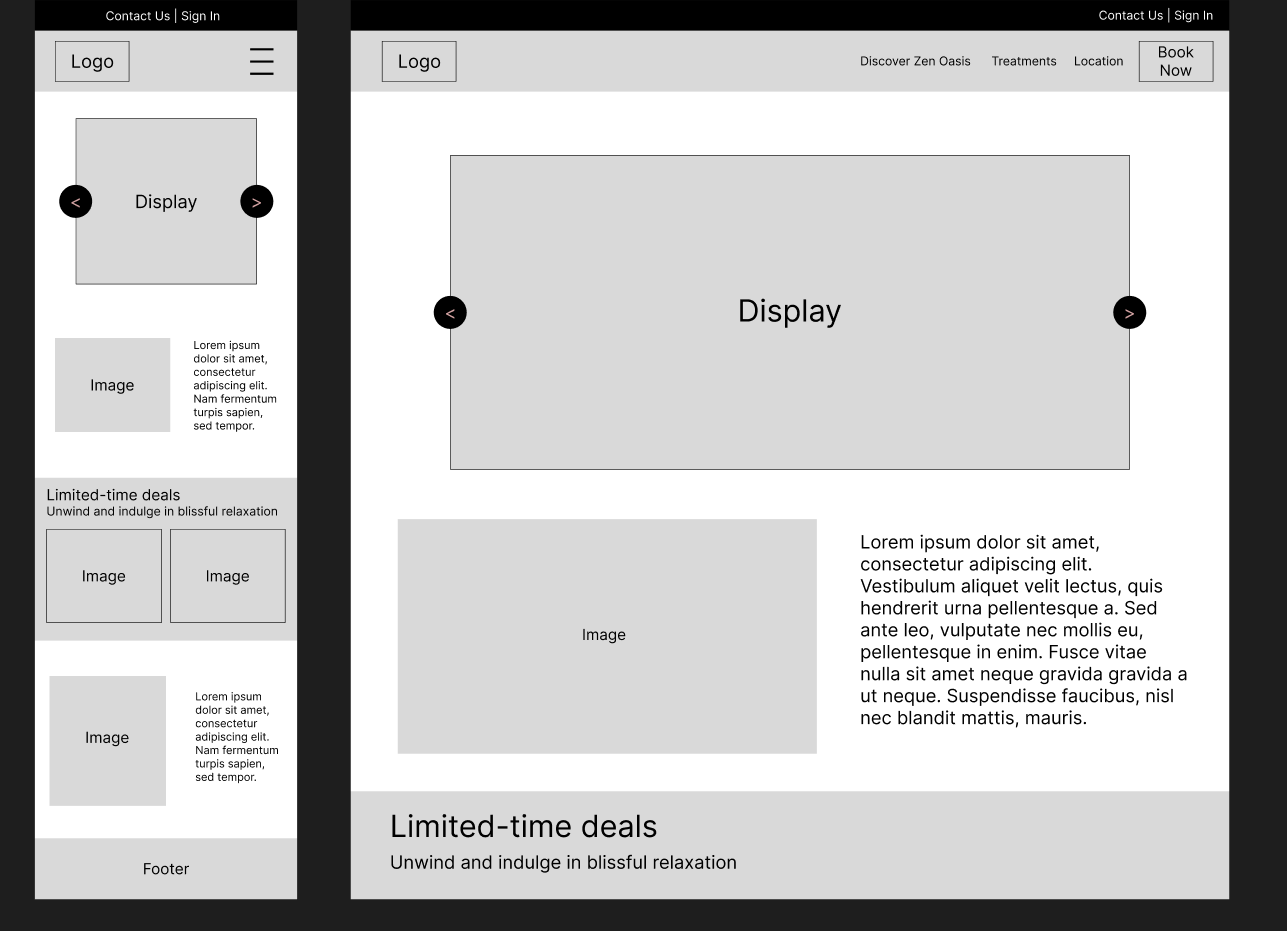 Contact Us | Sign In
Logo
Display
<
>
Image
Lorem ipsum
dolor sit amet,
consectetur
adipiscing elit.
Nam fermentum
turpis sapien,
sed tempor.
Limited-time deals
Unwind and indulge in blissful relaxation
Image
Image
Image
Lorem ipsum
dolor sit amet,
consectetur
adipiscing elit.
Nam fermentum
turpis sapien,
sed tempor.
Footer
Contact Us | Sign In
Logo
Discover Zen Oasis
Treatments
Location
Book
Now
Display
<
>
Image
Lorem ipsum dolor sit amet,
consectetur adipiscing elit.
Vestibulum aliquet velit lectus, quis
hendrerit urna pellentesque a. Sed
ante leo, vulputate nec mollis eu,
pellentesque in enim. Fusce vitae
nulla sit amet neque gravida gravida a
ut neque. Suspendisse faucibus, nisl
nec blandit mattis, mauris.
Limited-time deals
Unwind and indulge in blissful relaxation